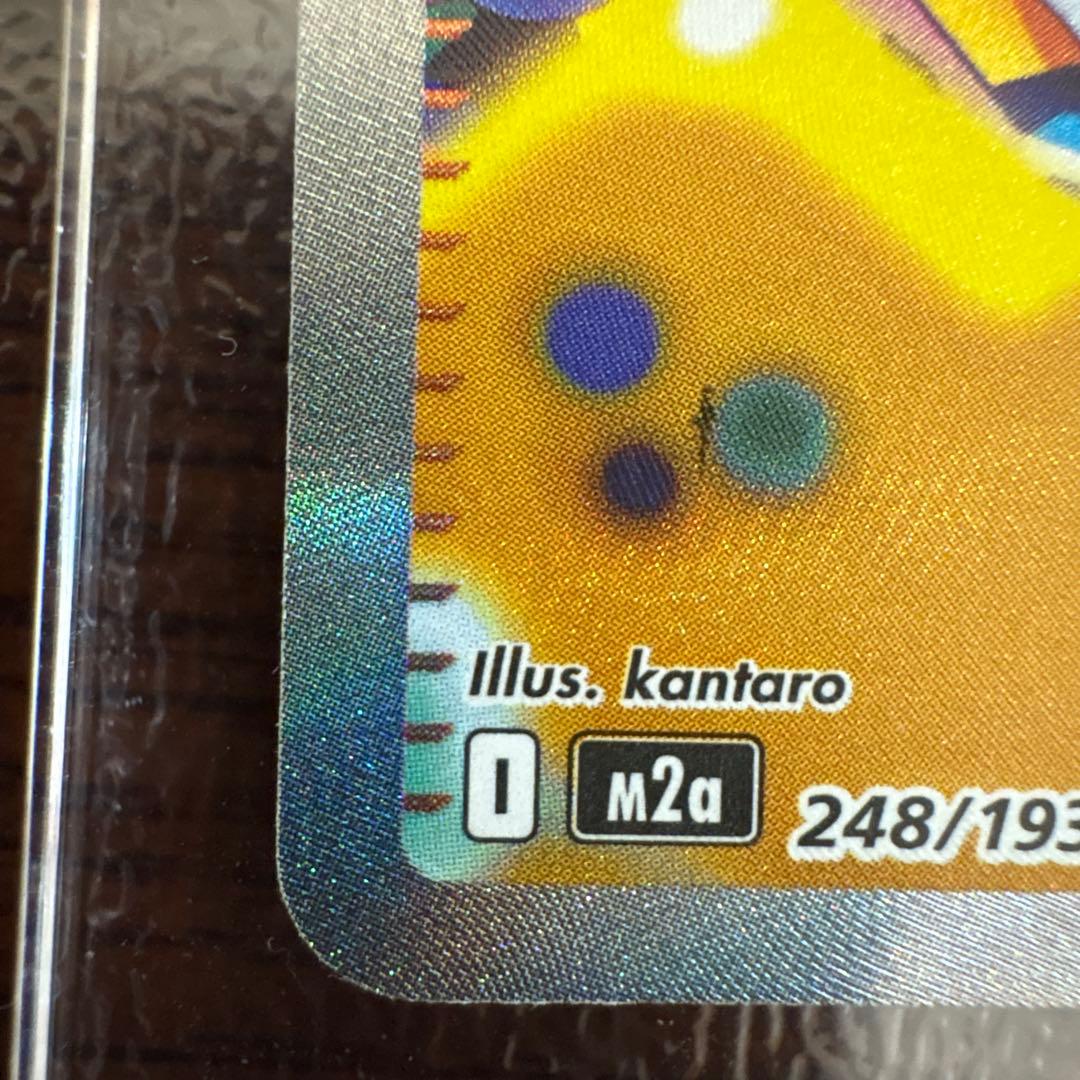 Illus. kantaro
I M2a 248/193